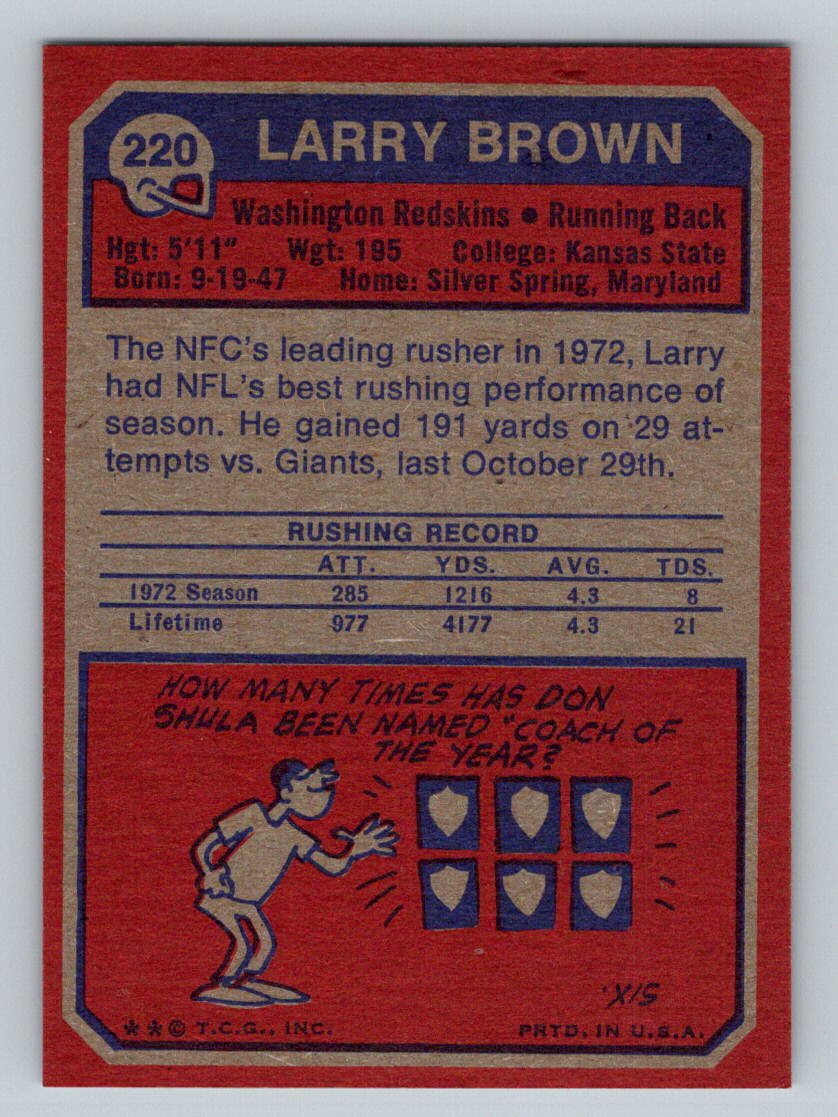 220
LARRY BROWN
Washington Redskins • Running Back
Hgt: 5'11" Wgt: 195 College: Kansas State
Born: 9-19-47 Home: Silver Spring, Maryland
The NFC's leading rusher in 1972, Larry
had NFL's best rushing performance of
season. He gained 191 yards on 29 at-
tempts vs. Giants, last October 29th.
RUSHING RECORD
ATT. YDS. AVG. TDS.
1972 Season 285 1216 4.3 8
Lifetime 977 4177 4.3 21
HOW MANY TIMES HAS DON
SHULA BEEN NAMED "COACH OF
THE YEAR?
SIX.
**© T.C.G., INC. PRTD. IN U.S.A.